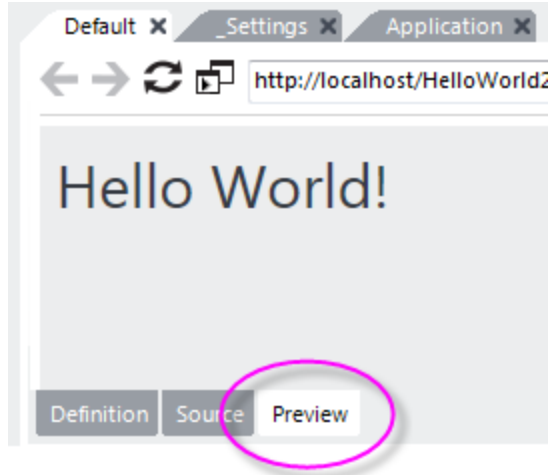 Default _Settings Application
http://localhost/HelloWorld2
Hello World!
Definition Source Preview